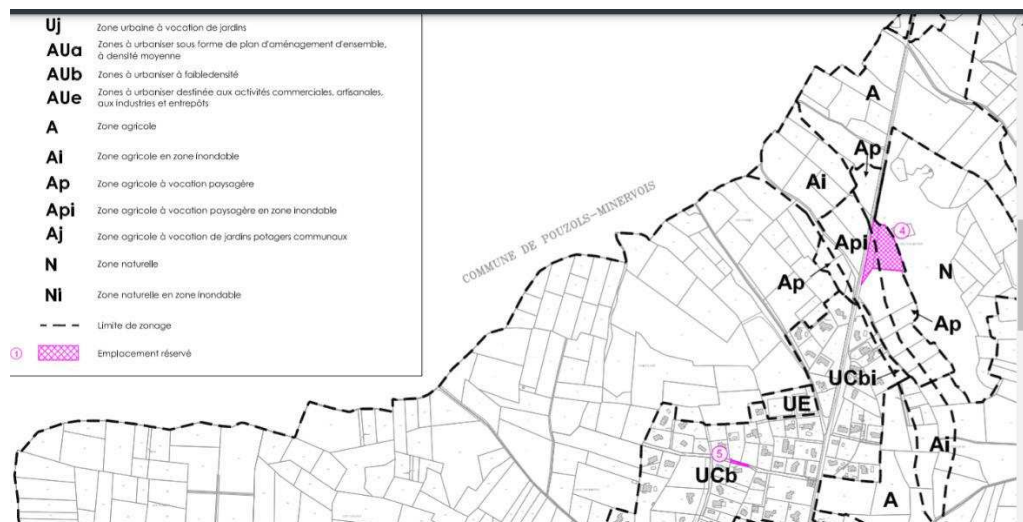 Uj Zone urbaine à vocation de jardins
AUa Zones à urbaniser sous forme de plan d'aménagement d'ensemble,
à densité moyenne
AUb Zones à urbaniser à faibledensité
AUe Zones à urbaniser destinée aux activités commerciales, artisanales,
aux industries et entrepôts
A Zone agricole
Ai Zone agricole en zone inondable
Ap Zone agricole à vocation paysagère
Api Zone agricole à vocation paysagère en zone inondable
Aj Zone agricole à vocation de jardins potagers communaux
N Zone naturelle
Ni Zone naturelle en zone inondable
Limite de zonage
1 Emplacement réservé
COMMUNE DE POUZOLS-MINERVOIS
A
Ap
Ai
4
Api
N
Ap
Ap
UCbi
UE
Ai
5
UCb
A